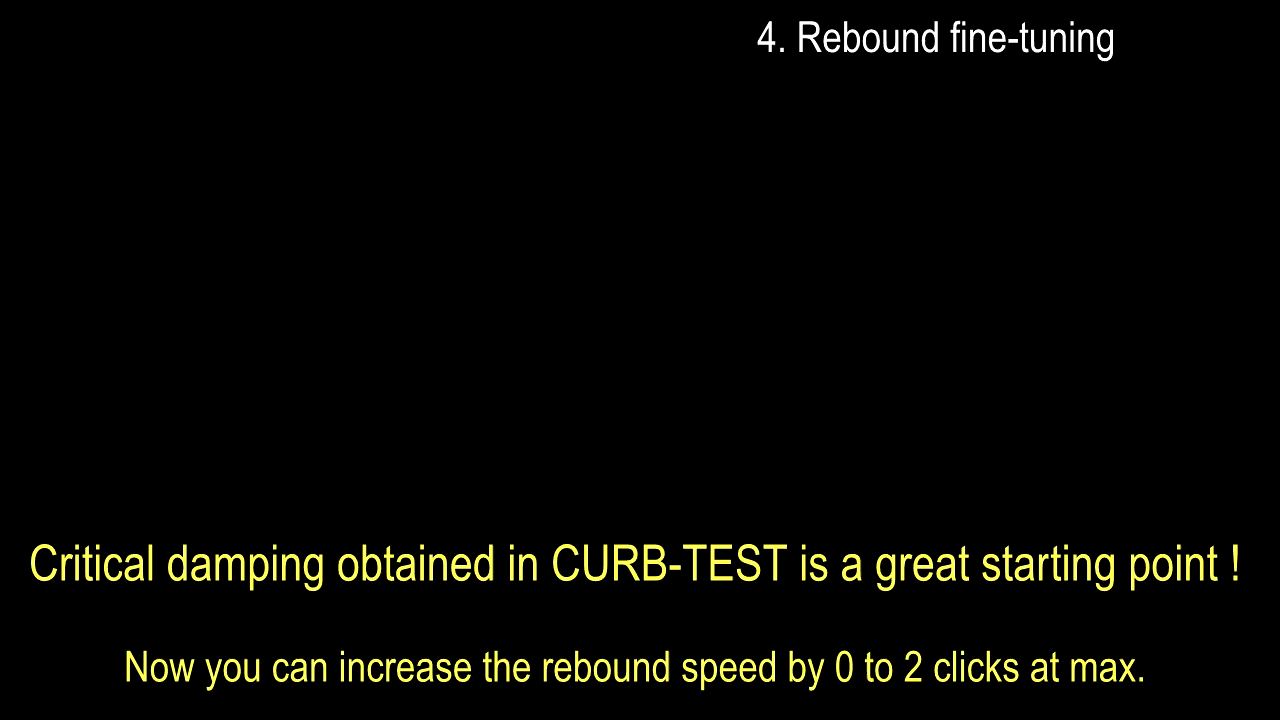 4. Rebound fine-tuning
Critical damping obtained in CURB-TEST is a great starting point !
Now you can increase the rebound speed by 0 to 2 clicks at max.